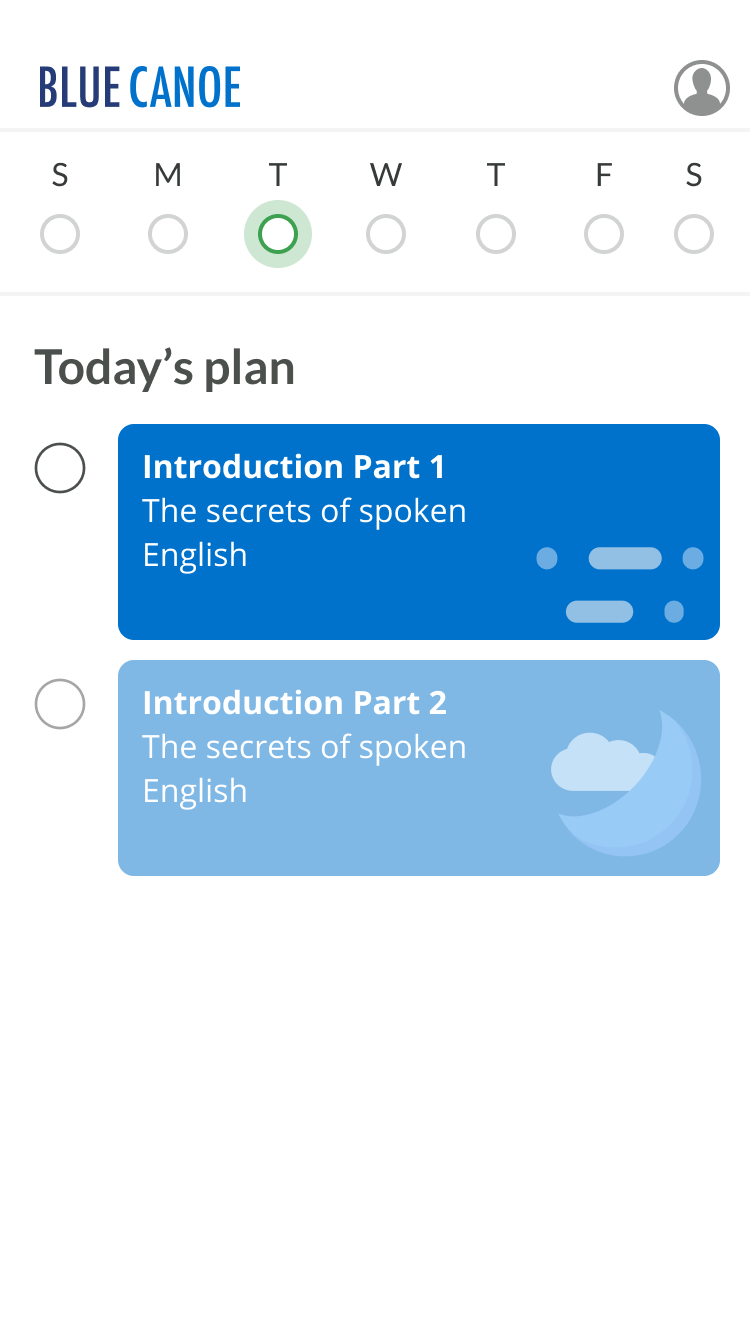 BLUE CANOE
S M T W T F S
Today’s plan
Introduction Part 1
The secrets of spoken
English
Introduction Part 2
The secrets of spoken
English